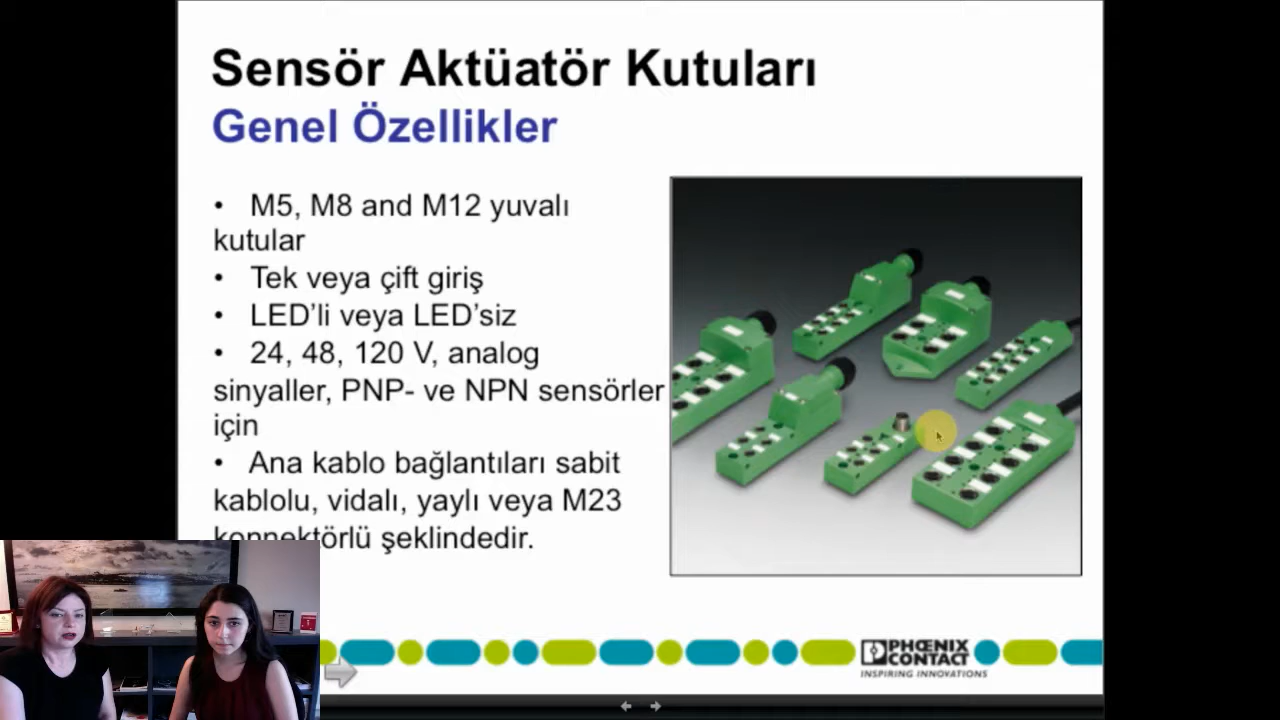 Sensör Aktüatör Kutuları
Genel Özellikler
• M5, M8 and M12 yuvalı
kutular
• Tek veya çift giriş
• LED’li veya LED’siz
• 24, 48, 120 V, analog
sinyaller, PNP- ve NPN sensörler
için
• Ana kablo bağlantıları sabit
kablolu, vidalı, yaylı veya M23
konnektörlü şeklindedir.
PHŒNIX
CONTACT
INSPIRING INNOVATIONS